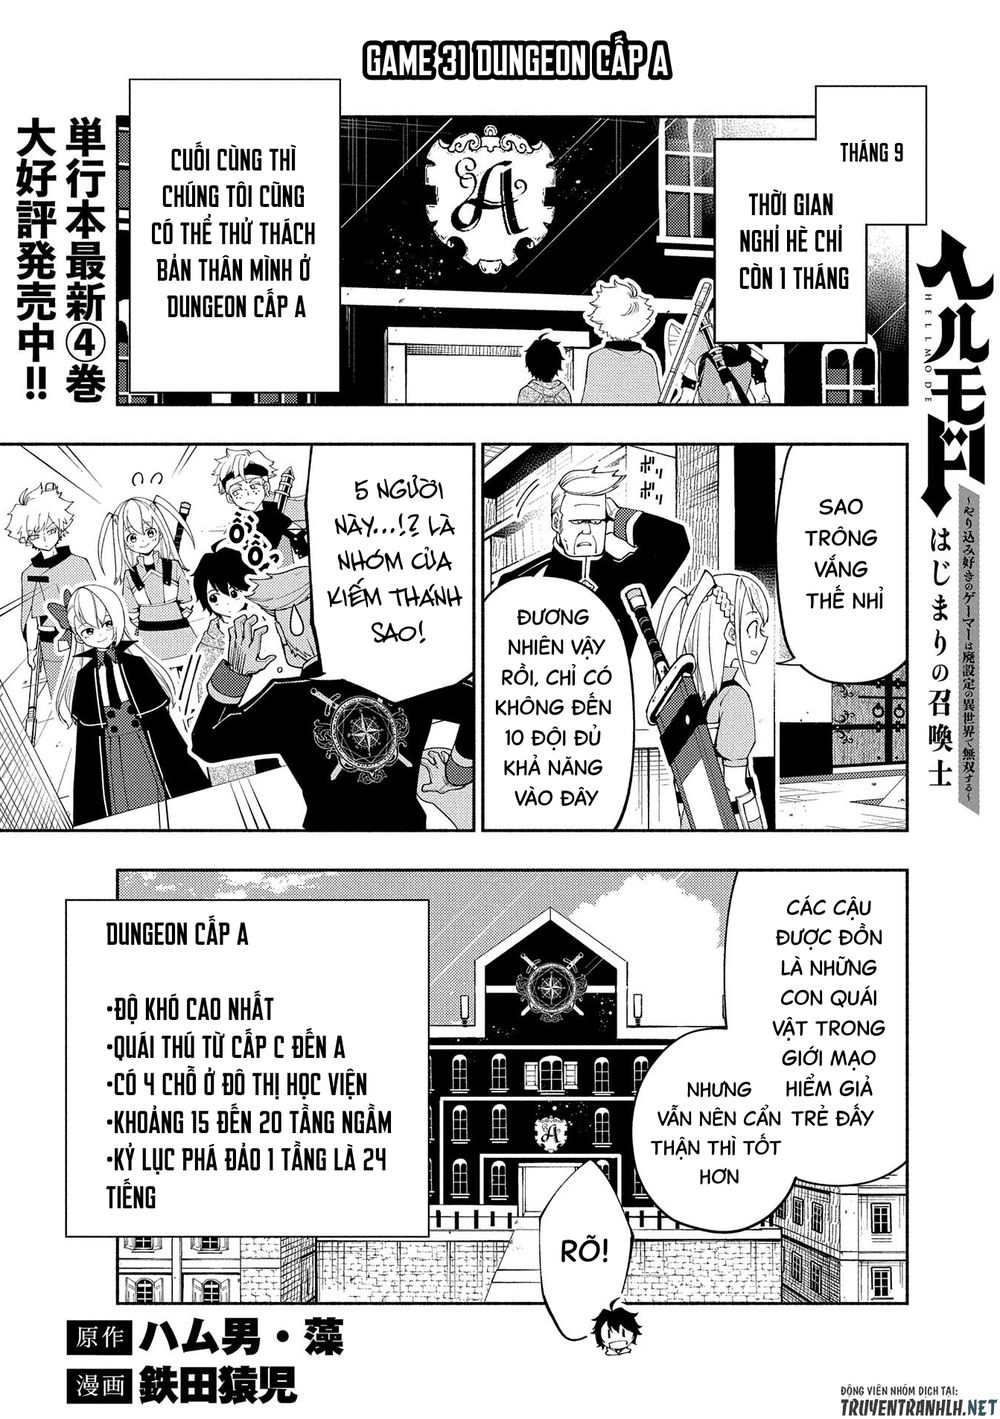 GAME 31 DUNGEON CẤP A
THÁNG 9
THỜI GIAN
NGHỈ HÈ CHỈ
CÒN 1 THÁNG
A
CUỐI CÙNG THÌ
CHÚNG TÔI CŨNG
CÓ THỂ THỬ THÁCH
BẢN THÂN MÌNH Ở
DUNGEON CẤP A
単行本最新④巻
大好評発売中!!
ヘルモード
HELLMODE
~やり込み好きのゲーマーは廃設定の異世界で無双する~
はじまりの召喚士
SAO
TRÔNG
VẮNG
THẾ NHỈ
ポリ
ポリ
ĐƯƠNG
NHIÊN VẬY
RỒI, CHỈ CÓ
KHÔNG ĐẾN
10 ĐỘI ĐỦ
KHẢ NĂNG
VÀO ĐÂY
5 NGƯỜI
NÀY...!? LÀ
NHÓM CỦA
KIẾM THÁNH
SAO!
CÁC CẬU
ĐƯỢC ĐỒN
LÀ NHỮNG
CON QUÁI
VẬT TRONG
GIỚI MẠO
HIỂM GIẢ
TRẺ ĐẤY
NHƯNG
VẪN NÊN CẨN
THẬN THÌ TỐT
HƠN
RÕ!
A
DUNGEON CẤP A
•ĐỘ KHÓ CAO NHẤT
•QUÁI THÚ TỪ CẤP C ĐẾN A
•CÓ 4 CHỖ Ở ĐÔ THỊ HỌC VIỆN
•KHOẢNG 15 ĐẾN 20 TẦNG NGẦM
•KỶ LỤC PHÁ ĐẢO 1 TẦNG LÀ 24
TIẾNG
原作 ハム男・藻
漫画 鉄田猿児
ĐỘNG VIÊN NHÓM DỊCH TẠI:
TRUYENTRANHLH.NET